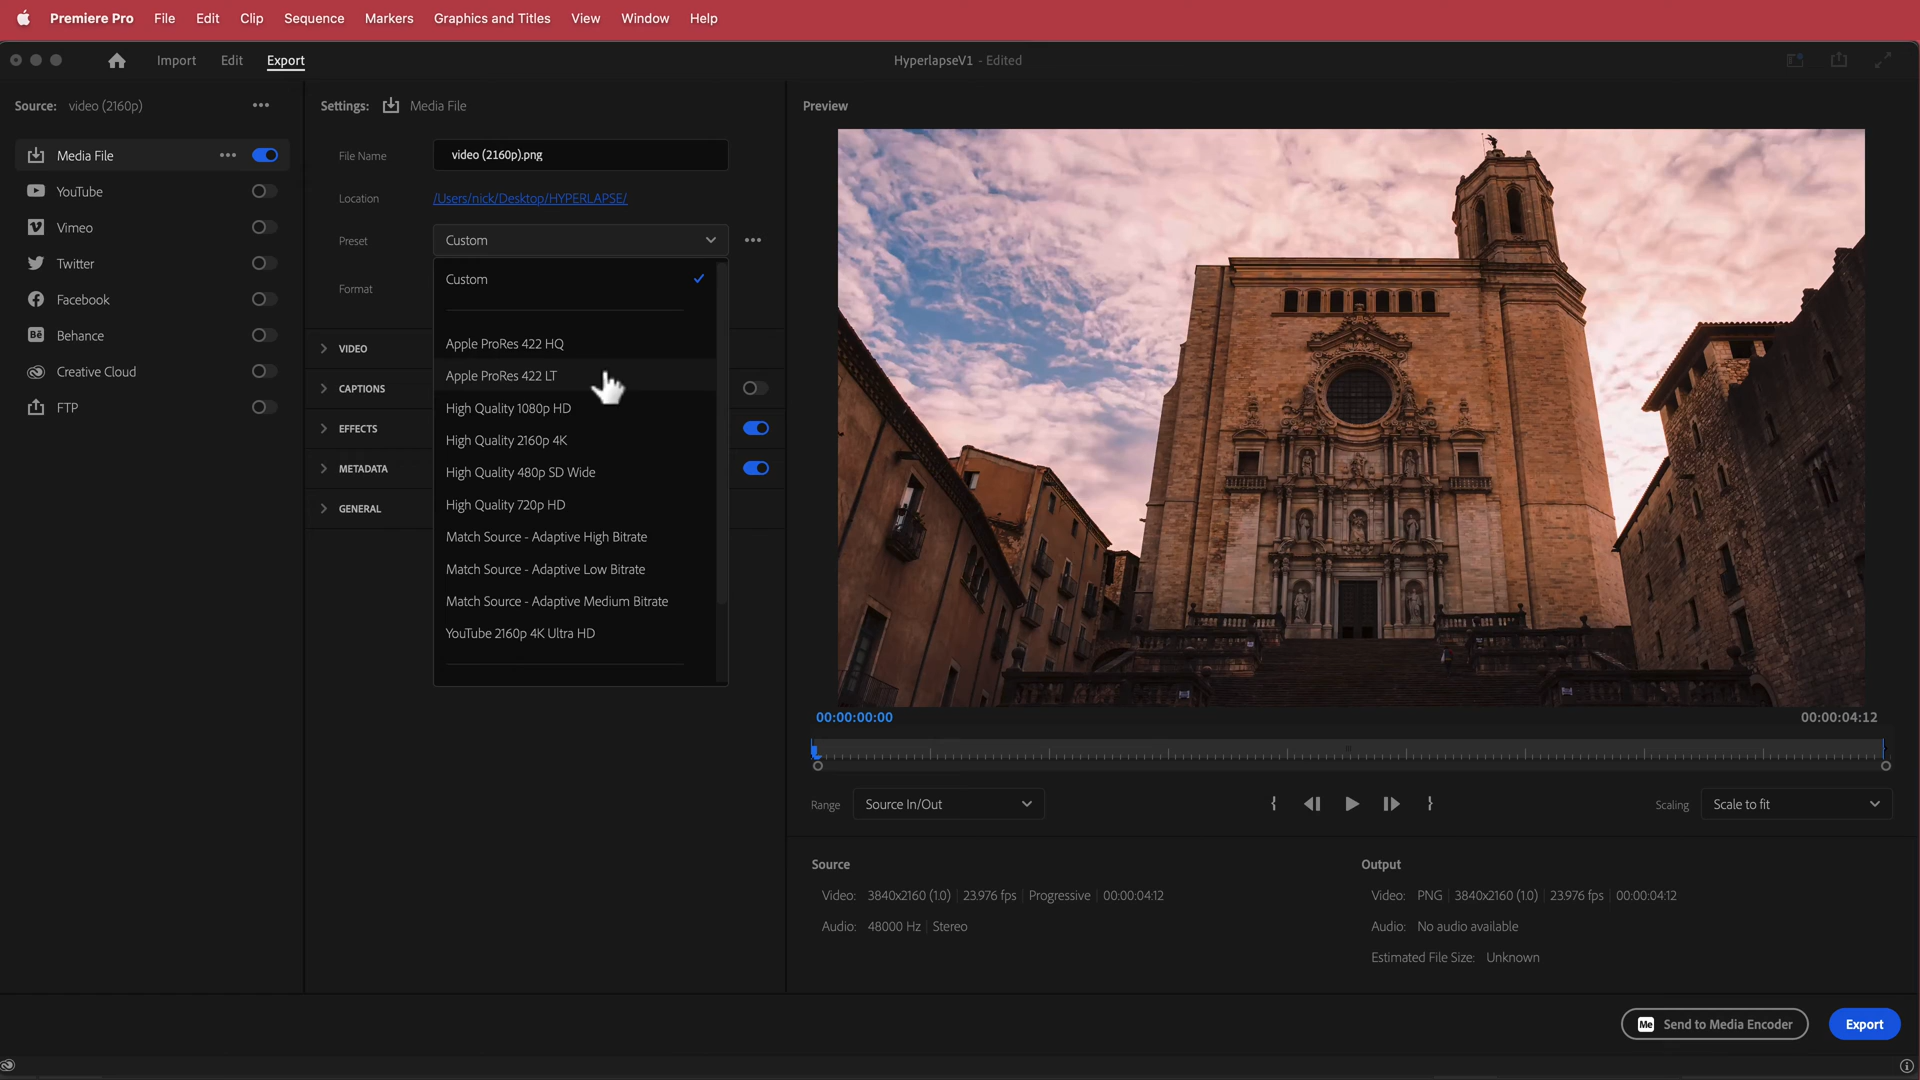 Premiere Pro File Edit Clip Sequence Markers Graphics and Titles View Window Help
Import Edit Export
HyperlapseV1 - Edited
Source: video (2160p) •••
Media File •••
YouTube
Vimeo
Twitter
Facebook
Behance
Creative Cloud
FTP
Settings: Media File
File Name video (2160p).png
Location /Users/nick/Desktop/HYPERLAPSE/
Preset Custom •••
Format
Custom
Apple ProRes 422 HQ
Apple ProRes 422 LT
High Quality 1080p HD
High Quality 2160p 4K
High Quality 480p SD Wide
High Quality 720p HD
Match Source - Adaptive High Bitrate
Match Source - Adaptive Low Bitrate
Match Source - Adaptive Medium Bitrate
YouTube 2160p 4K Ultra HD
VIDEO
CAPTIONS
EFFECTS
METADATA
GENERAL
Preview
00:00:00:00 00:00:04:12
Range Source In/Out
Scaling Scale to fit
Source
Video: 3840x2160 (1.0) | 23.976 fps | Progressive | 00:00:04:12
Audio: 48000 Hz | Stereo
Output
Video: PNG | 3840x2160 (1.0) | 23.976 fps | 00:00:04:12
Audio: No audio available
Estimated File Size: Unknown
Me Send to Media Encoder
Export